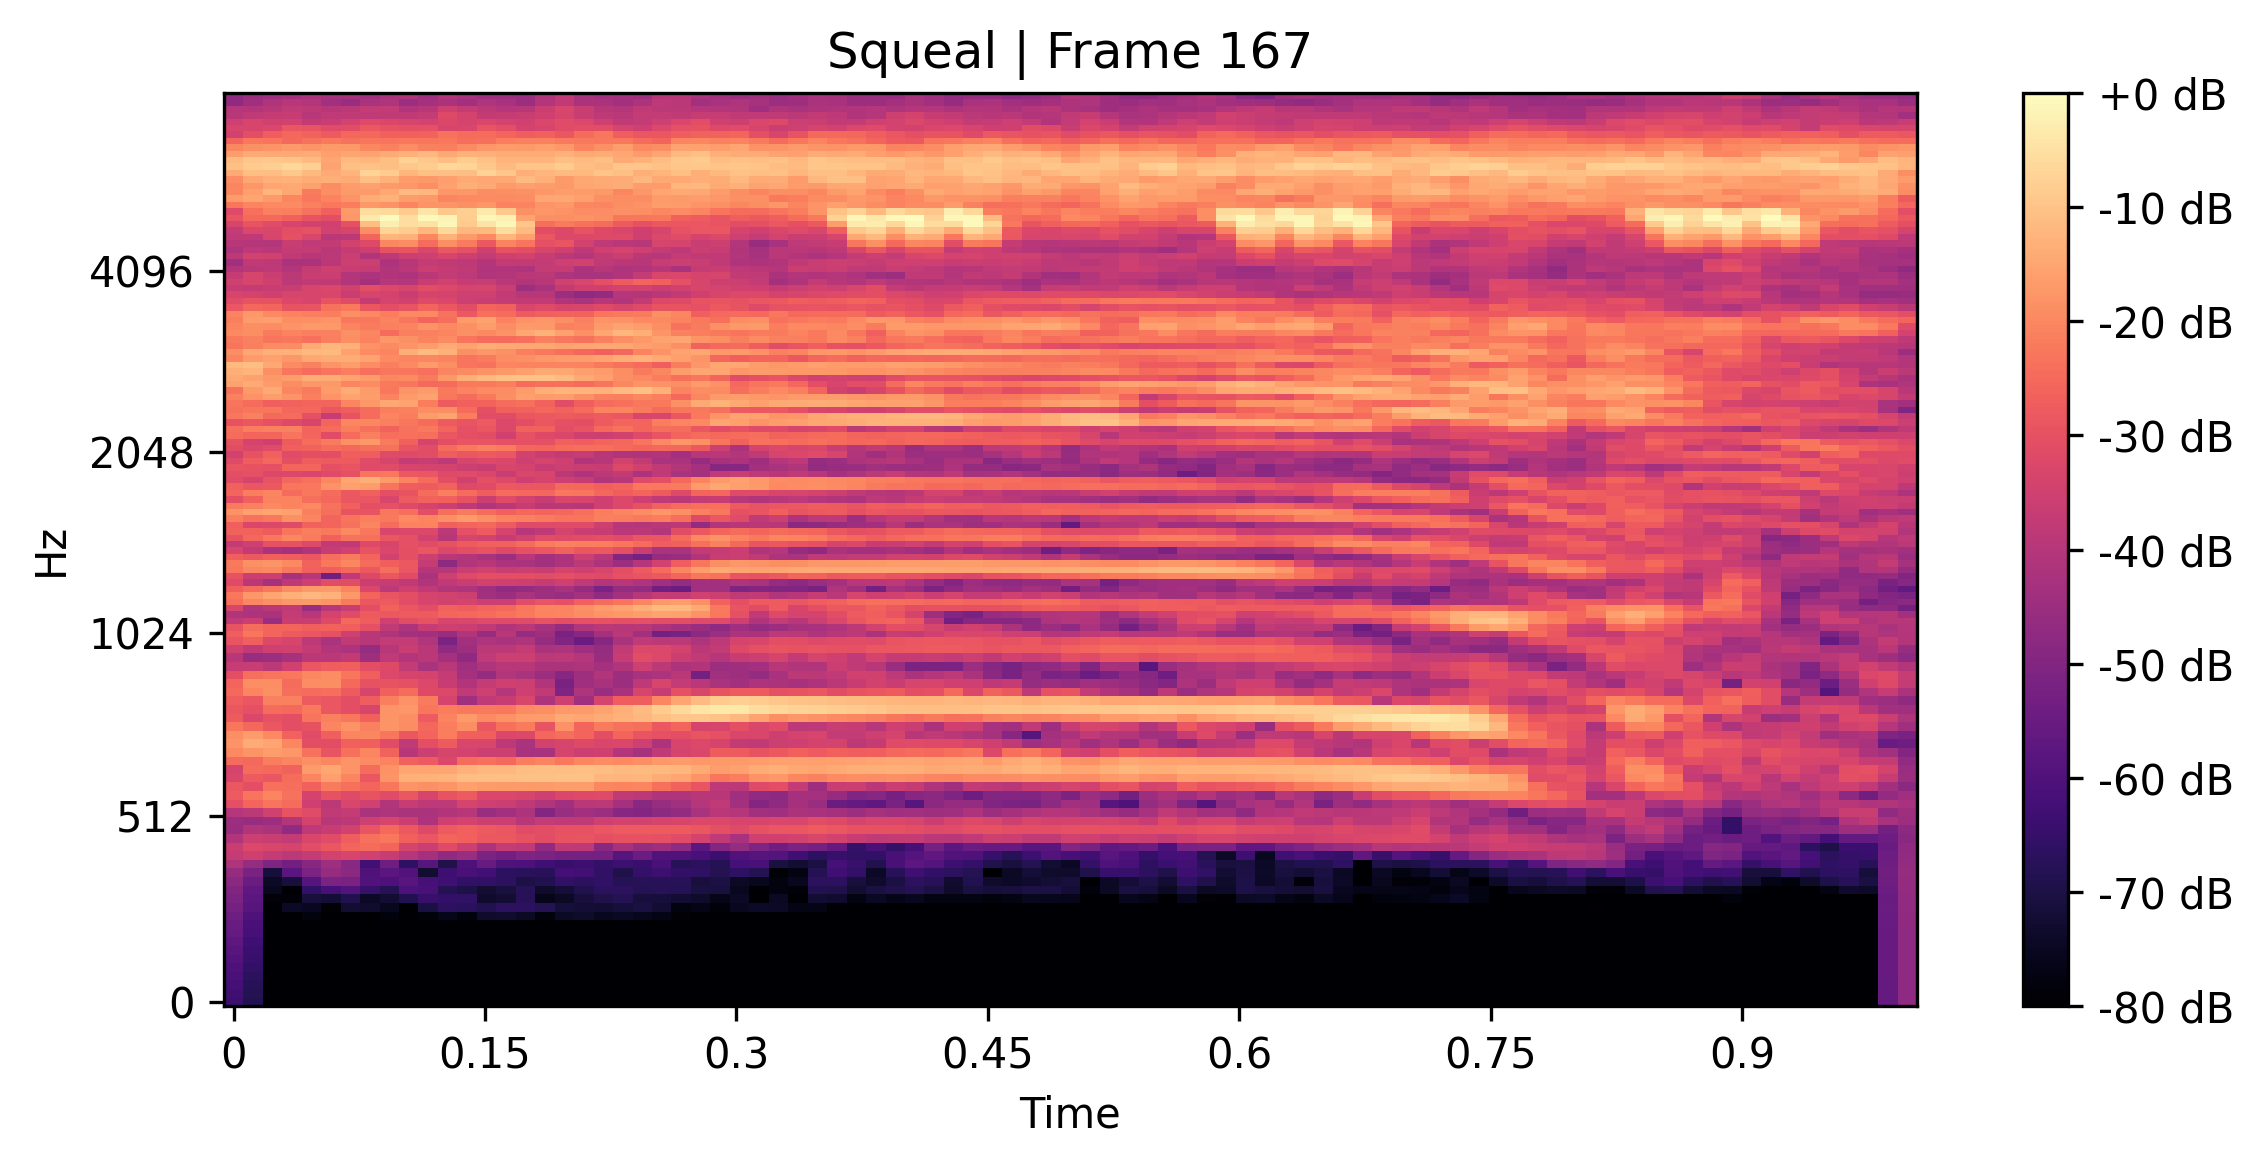 Squeal | Frame 167
+0 dB
-10 dB
-20 dB
-30 dB
-40 dB
-50 dB
-60 dB
-70 dB
-80 dB
Hz
4096
2048
1024
512
0
0 0.15 0.3 0.45 0.6 0.75 0.9
Time